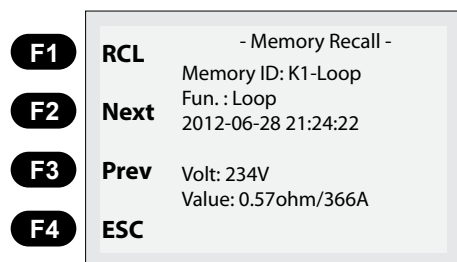 - Memory Recall -
F1 RCL
Memory ID: K1-Loop
Fun. : Loop
F2 Next
2012-06-28 21:24:22
F3 Prev
Volt: 234V
Value: 0.57ohm/366A
F4 ESC